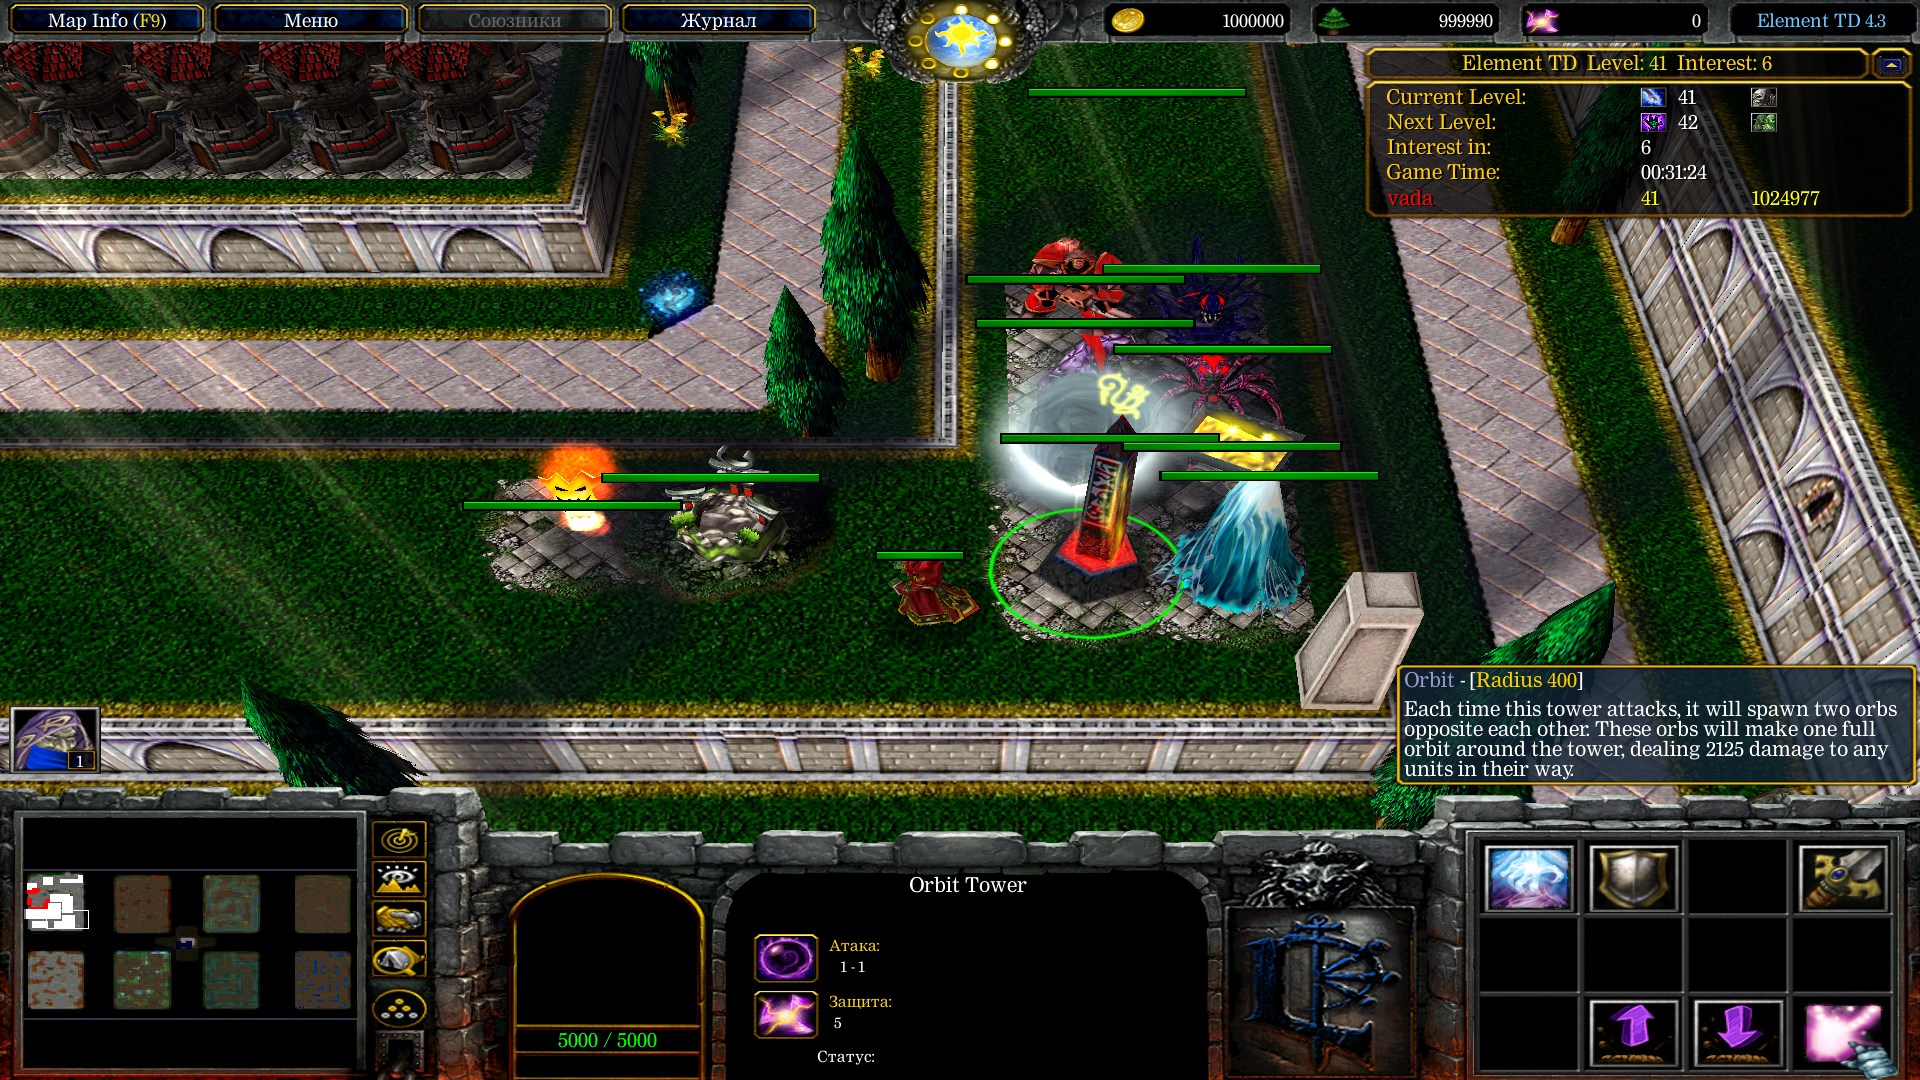 Map Info (F9)
Меню
Союзники
Журнал
1000000
999990
0
Element TD 4.3
Element TD Level: 41 Interest: 6
Current Level: 41
Next Level: 42
Interest in: 6
Game Time: 00:31:24
vada 41 1024977
Orbit - [Radius 400]
Each time this tower attacks, it will spawn two orbs
opposite each other. These orbs will make one full
orbit around the tower, dealing 2125 damage to any
units in their way.
1
Orbit Tower
Атака:
1 - 1
Защита:
5
Статус:
5000 / 5000